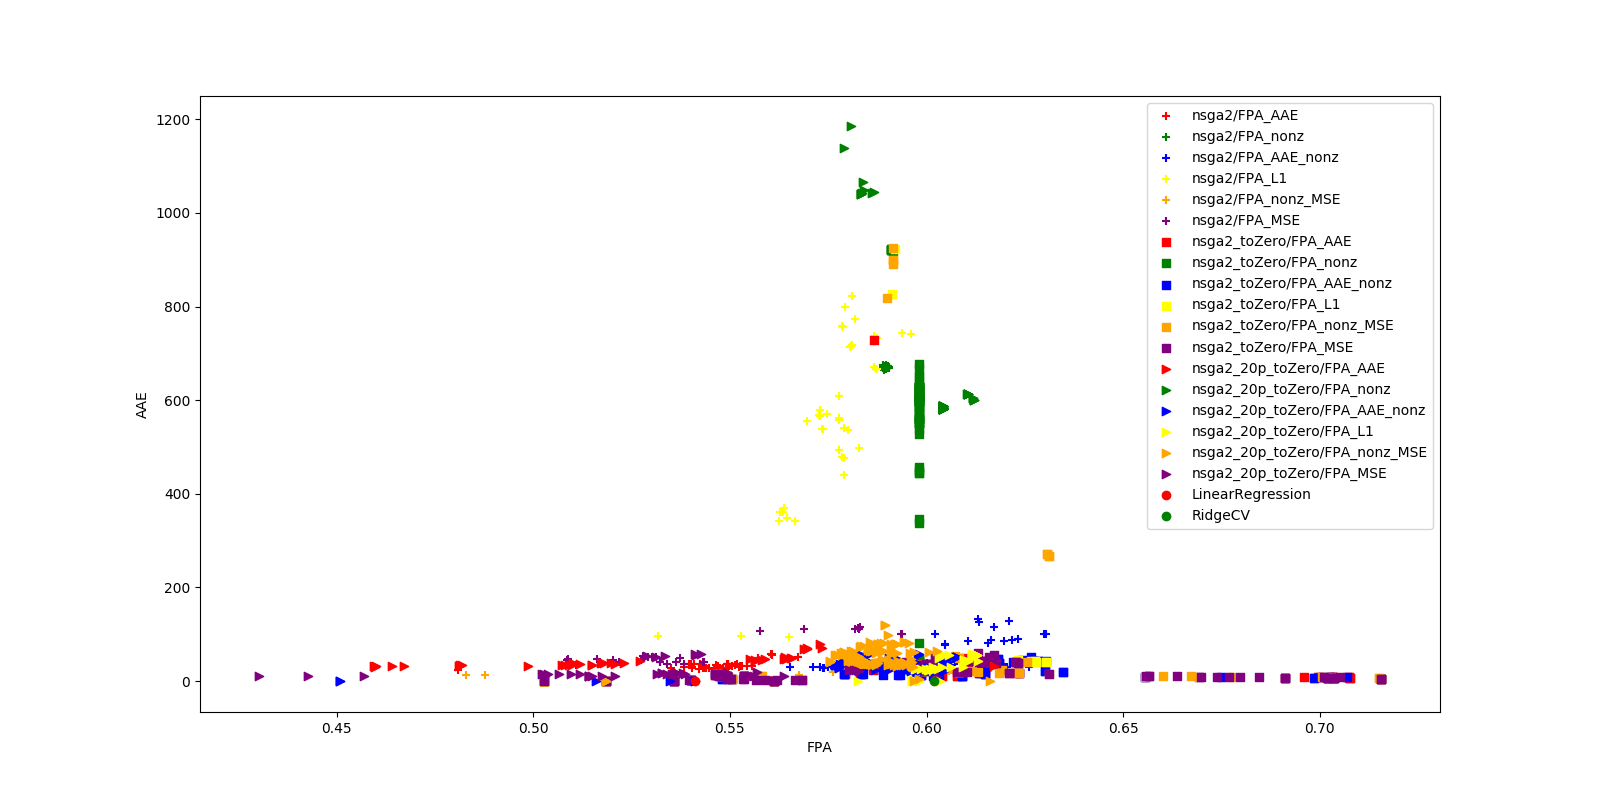 1200
1000
800
600
400
200
0
AAE
0.45
0.50
0.55
0.60
0.65
0.70
FPA
nsga2/FPA_AAE
nsga2/FPA_nonz
nsga2/FPA_AAE_nonz
nsga2/FPA_L1
nsga2/FPA_nonz_MSE
nsga2/FPA_MSE
nsga2_toZero/FPA_AAE
nsga2_toZero/FPA_nonz
nsga2_toZero/FPA_AAE_nonz
nsga2_toZero/FPA_L1
nsga2_toZero/FPA_nonz_MSE
nsga2_toZero/FPA_MSE
nsga2_20p_toZero/FPA_AAE
nsga2_20p_toZero/FPA_nonz
nsga2_20p_toZero/FPA_AAE_nonz
nsga2_20p_toZero/FPA_L1
nsga2_20p_toZero/FPA_nonz_MSE
nsga2_20p_toZero/FPA_MSE
LinearRegression
RidgeCV